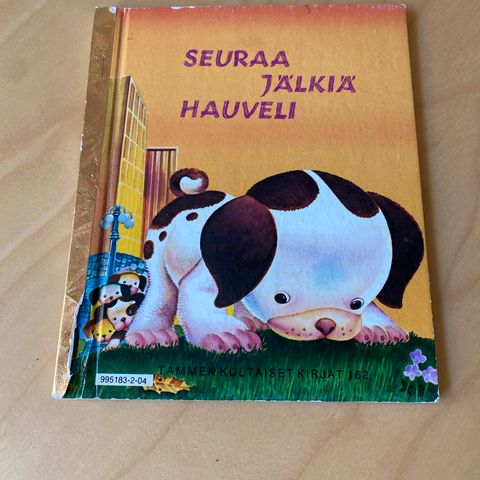 SEURAA
JÄLKIÄ
HAUVELI
TAMMEN KULTAISET KIRJAT 162
995183-2-04